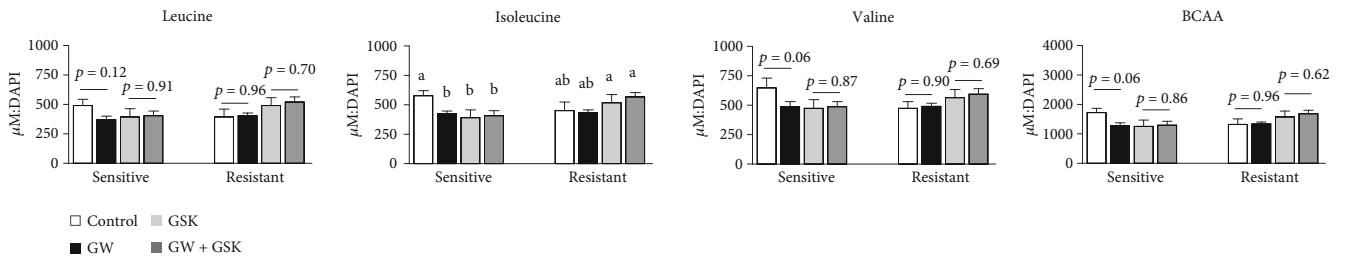 Leucine
1000
750
500
250
0
µM:DAPI
p = 0.12
p = 0.91
p = 0.96
p = 0.70
Sensitive
Resistant
Isoleucine
1000
750
500
250
0
µM:DAPI
a
b
b
b
ab
ab
a
a
Sensitive
Resistant
Valine
1000
750
500
250
0
µM:DAPI
p = 0.06
p = 0.87
p = 0.90
p = 0.69
Sensitive
Resistant
BCAA
4000
3000
2000
1000
0
µM:DAPI
p = 0.06
p = 0.86
p = 0.96
p = 0.62
Sensitive
Resistant
Control
GSK
GW
GW + GSK